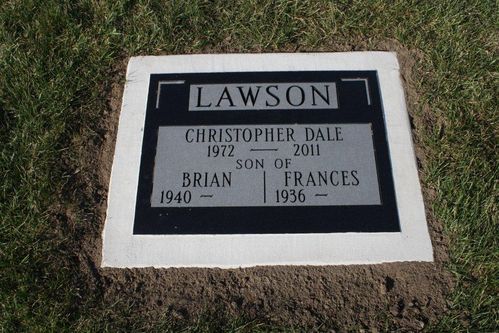 LAWSON
CHRISTOPHER DALE
1972 — 2011
SON OF
BRIAN | FRANCES
1940 ~ | 1936 ~